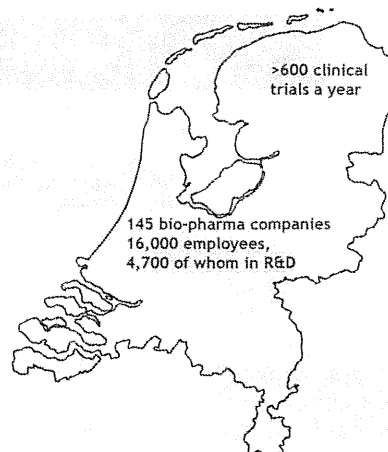 >600 clinical
trials a year
145 bio-pharma companies
16,000 employees,
4,700 of whom in R&D